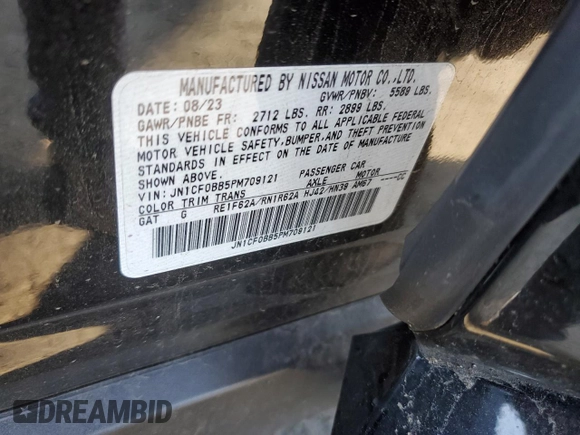 MANUFACTURED BY NISSAN MOTOR CO.,LTD.
DATE: 08/23 GVWR/PNBV: 5589 LBS.
GAWR/PNBE FR: 2712 LBS. RR: 2899 LBS.
THIS VEHICLE CONFORMS TO ALL APPLICABLE FEDERAL
MOTOR VEHICLE SAFETY, BUMPER, AND THEFT PREVENTION
STANDARDS IN EFFECT ON THE DATE OF MANUFACTURE
SHOWN ABOVE.
VIN: JN1CF0BB5PM709121 PASSENGER CAR
COLOR TRIM TRANS AXLE MOTOR
GAT G RE1F62A/RN1R62A HJ42/HN38 AM67 CC
JN1CF0BB5PM709121
DREAMBID